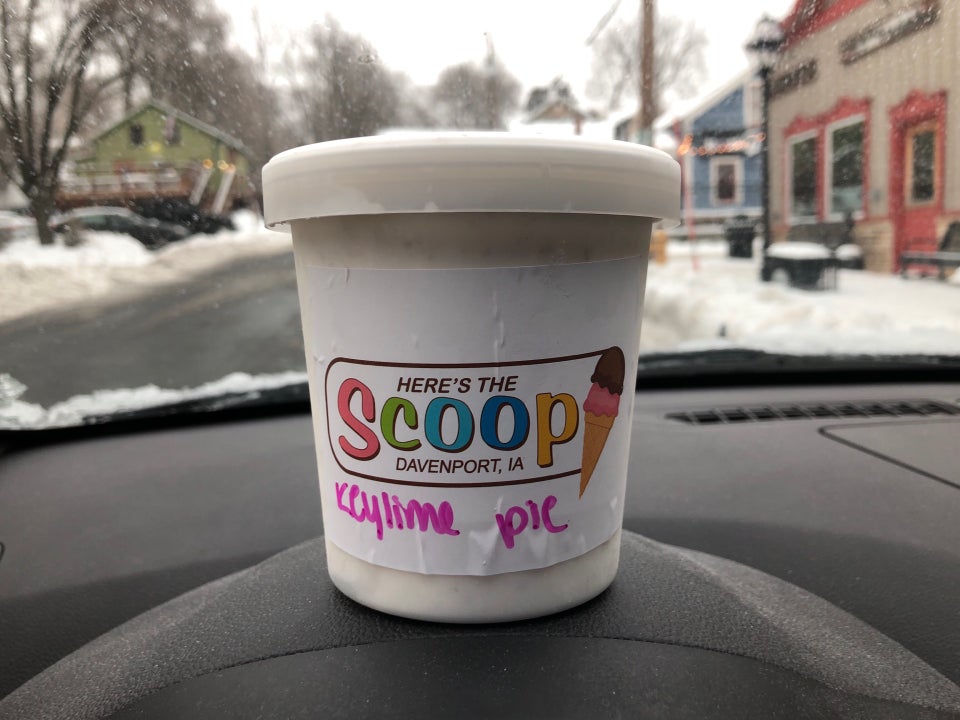 HERE'S THE
Scoop
DAVENPORT, IA
keylime pie